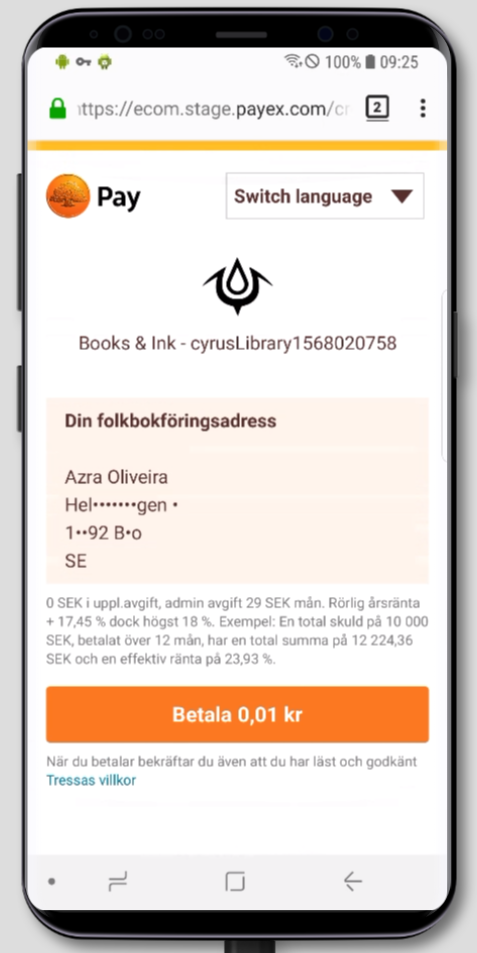 100% 09:25
ttps://ecom.stage.payex.com/cr
2
Pay
Switch language
Books & Ink - cyrusLibrary1568020758
Din folkbokföringsadress
Azra Oliveira
Hel•••••••gen •
1••92 B•o
SE
0 SEK i uppl.avgift, admin avgift 29 SEK mån. Rörlig årsränta
+ 17,45 % dock högst 18 %. Exempel: En total skuld på 10 000
SEK, betalat över 12 mån, har en total summa på 12 224,36
SEK och en effektiv ränta på 23,93 %.
Betala 0,01 kr
När du betalar bekräftar du även att du har läst och godkänt
Tressas villkor